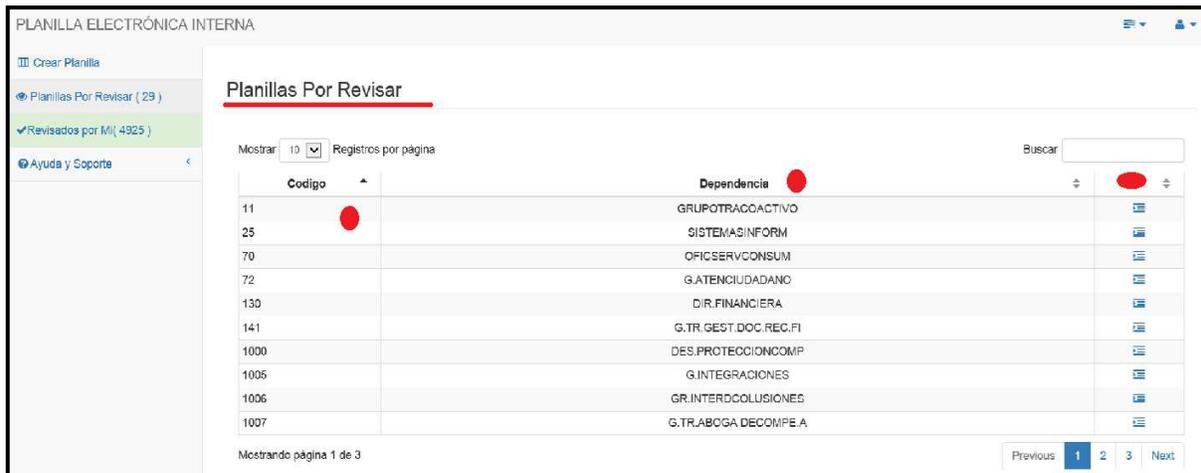 PLANILLA ELECTRÓNICA INTERNA
Crear Planilla
Planillas Por Revisar ( 29 )
Revisados por Mi( 4925 )
Ayuda y Soporte
Planillas Por Revisar
Mostrar 10 Registros por página Buscar
Codigo Dependencia
11 GRUPOTRACOACTIVO
25 SISTEMASINFORM
70 OFICSERVCONSUM
72 G.ATENCIUDADANO
130 DIR.FINANCIERA
141 G.TR.GEST.DOC.REC.FI
1000 DES.PROTECCIONCOMP
1005 G.INTEGRACIONES
1006 GR.INTERDCOLUSIONES
1007 G.TR.ABOGA.DECOMPE.A
Mostrando página 1 de 3 Previous 1 2 3 Next